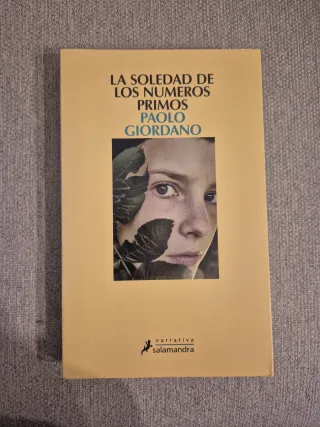 LA SOLEDAD DE
LOS NUMEROS
PRIMOS
PAOLO
GIORDANO
narrativa
salamandra